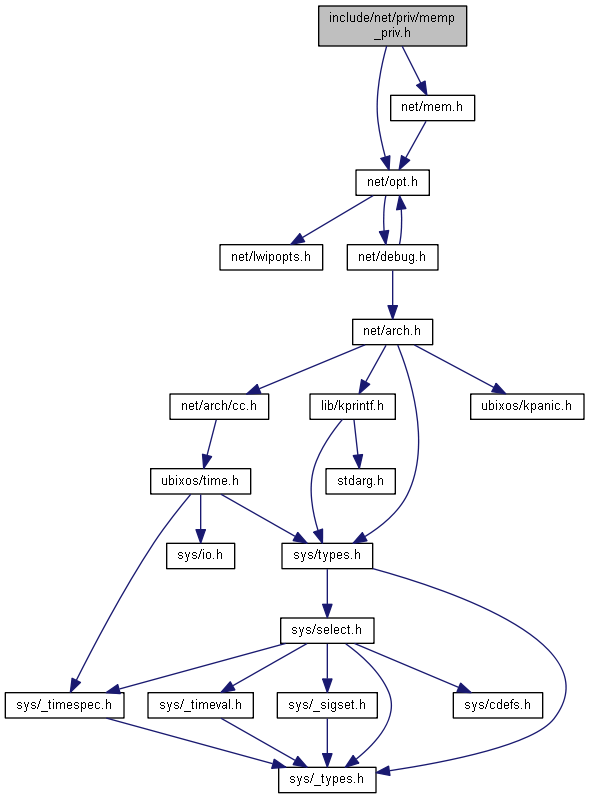 include/net/priv/memp
_priv.h
net/mem.h
net/opt.h
net/lwipopts.h
net/debug.h
net/arch.h
net/arch/cc.h
lib/kprintf.h
ubixos/kpanic.h
ubixos/time.h
stdarg.h
sys/io.h
sys/types.h
sys/select.h
sys/_timespec.h
sys/_timeval.h
sys/_sigset.h
sys/cdefs.h
sys/_types.h